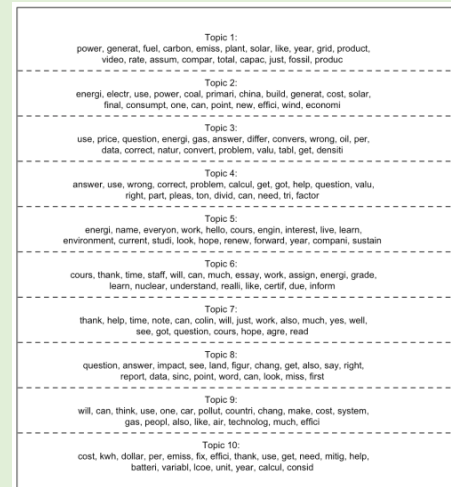 Topic 1:
power, generat, fuel, carbon, emiss, plant, solar, like, year, grid, product,
video, rate, assum, compar, total, capac, just, fossil, produc
Topic 2:
energi, electr, use, power, coal, primari, china, build, generat, cost, solar,
final, consumpt, one, can, point, new, effici, wind, economi
Topic 3:
use, price, question, energi, gas, answer, differ, convers, wrong, oil, per,
data, correct, natur, convert, problem, valu, tabl, get, densiti
Topic 4:
answer, use, wrong, correct, problem, calcul, get, got, help, question, valu,
right, part, pleas, ton, divid, can, need, tri, factor
Topic 5:
energi, name, everyon, work, hello, cours, engin, interest, live, learn,
environment, current, studi, look, hope, renew, forward, year, compani, sustain
Topic 6:
cours, thank, time, staff, will, can, much, essay, work, assign, energi, grade,
learn, nuclear, understand, realli, like, certif, due, inform
Topic 7:
thank, help, time, note, can, colin, will, just, work, also, much, yes, well,
see, got, question, cours, hope, agre, read
Topic 8:
question, answer, impact, see, land, figur, chang, get, also, say, right,
report, data, sinc, point, word, can, look, miss, first
Topic 9:
will, can, think, use, one, car, pollut, countri, chang, make, cost, system,
gas, peopl, also, like, air, technolog, much, effici
Topic 10:
cost, kwh, dollar, per, emiss, fix, effici, thank, use, get, need, mitig, help,
batteri, variabl, lcoe, unit, year, calcul, consid